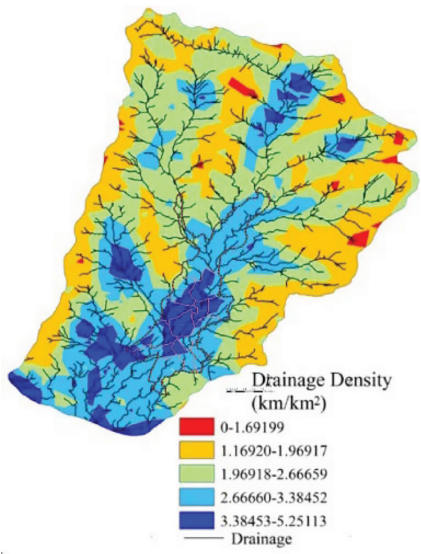 Drainage Density
(km/km²)
0-1.69199
1.16920-1.96917
1.96918-2.66659
2.66660-3.38452
3.38453-5.25113
Drainage